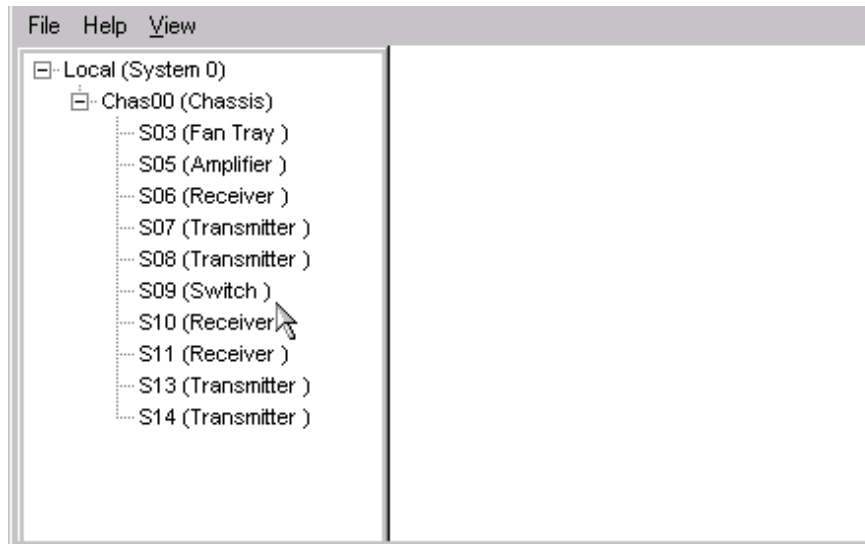 File Help View
Local (System 0)
Chas00 (Chassis)
S03 (Fan Tray )
S05 (Amplifier )
S06 (Receiver )
S07 (Transmitter )
S08 (Transmitter )
S09 (Switch )
S10 (Receiver
S11 (Receiver )
S13 (Transmitter )
S14 (Transmitter )